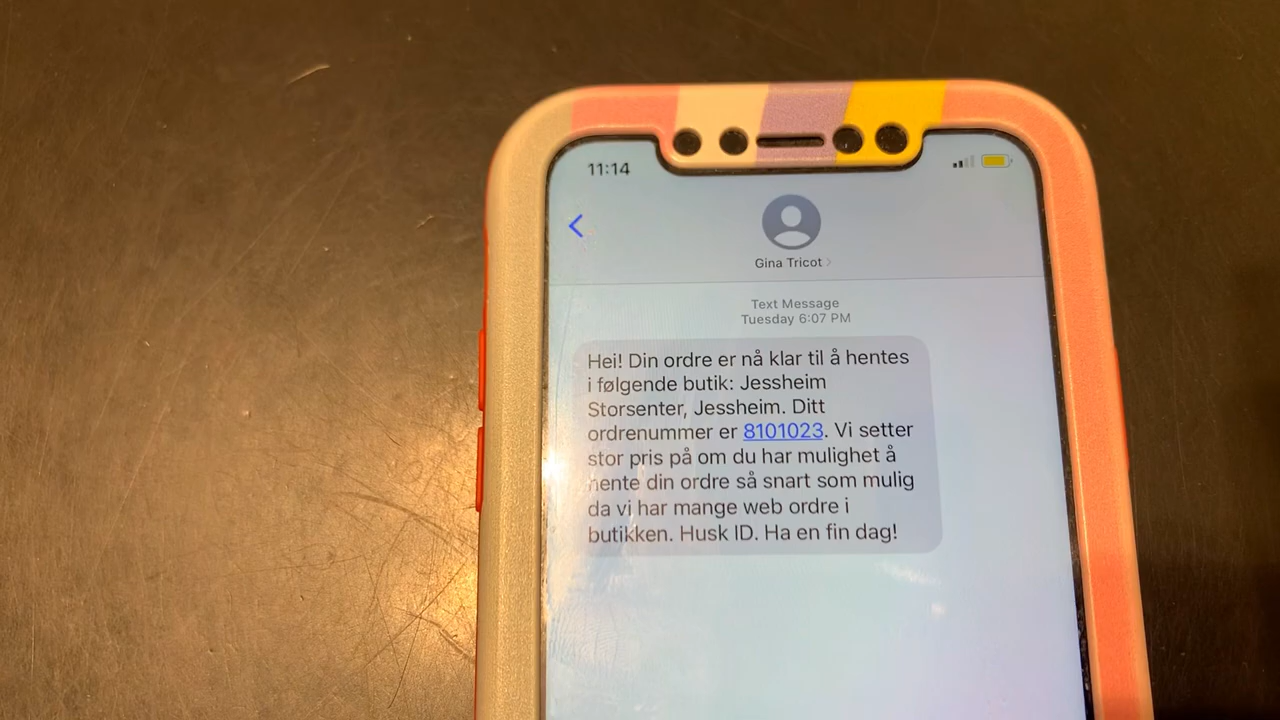 11:14
Gina Tricot
Text Message
Tuesday 6:07 PM
Hei! Din ordre er nå klar til å hentes
i følgende butik: Jessheim
Storsenter, Jessheim. Ditt
ordrenummer er 8101023. Vi setter
stor pris på om du har mulighet å
hente din ordre så snart som mulig
da vi har mange web ordre i
butikken. Husk ID. Ha en fin dag!